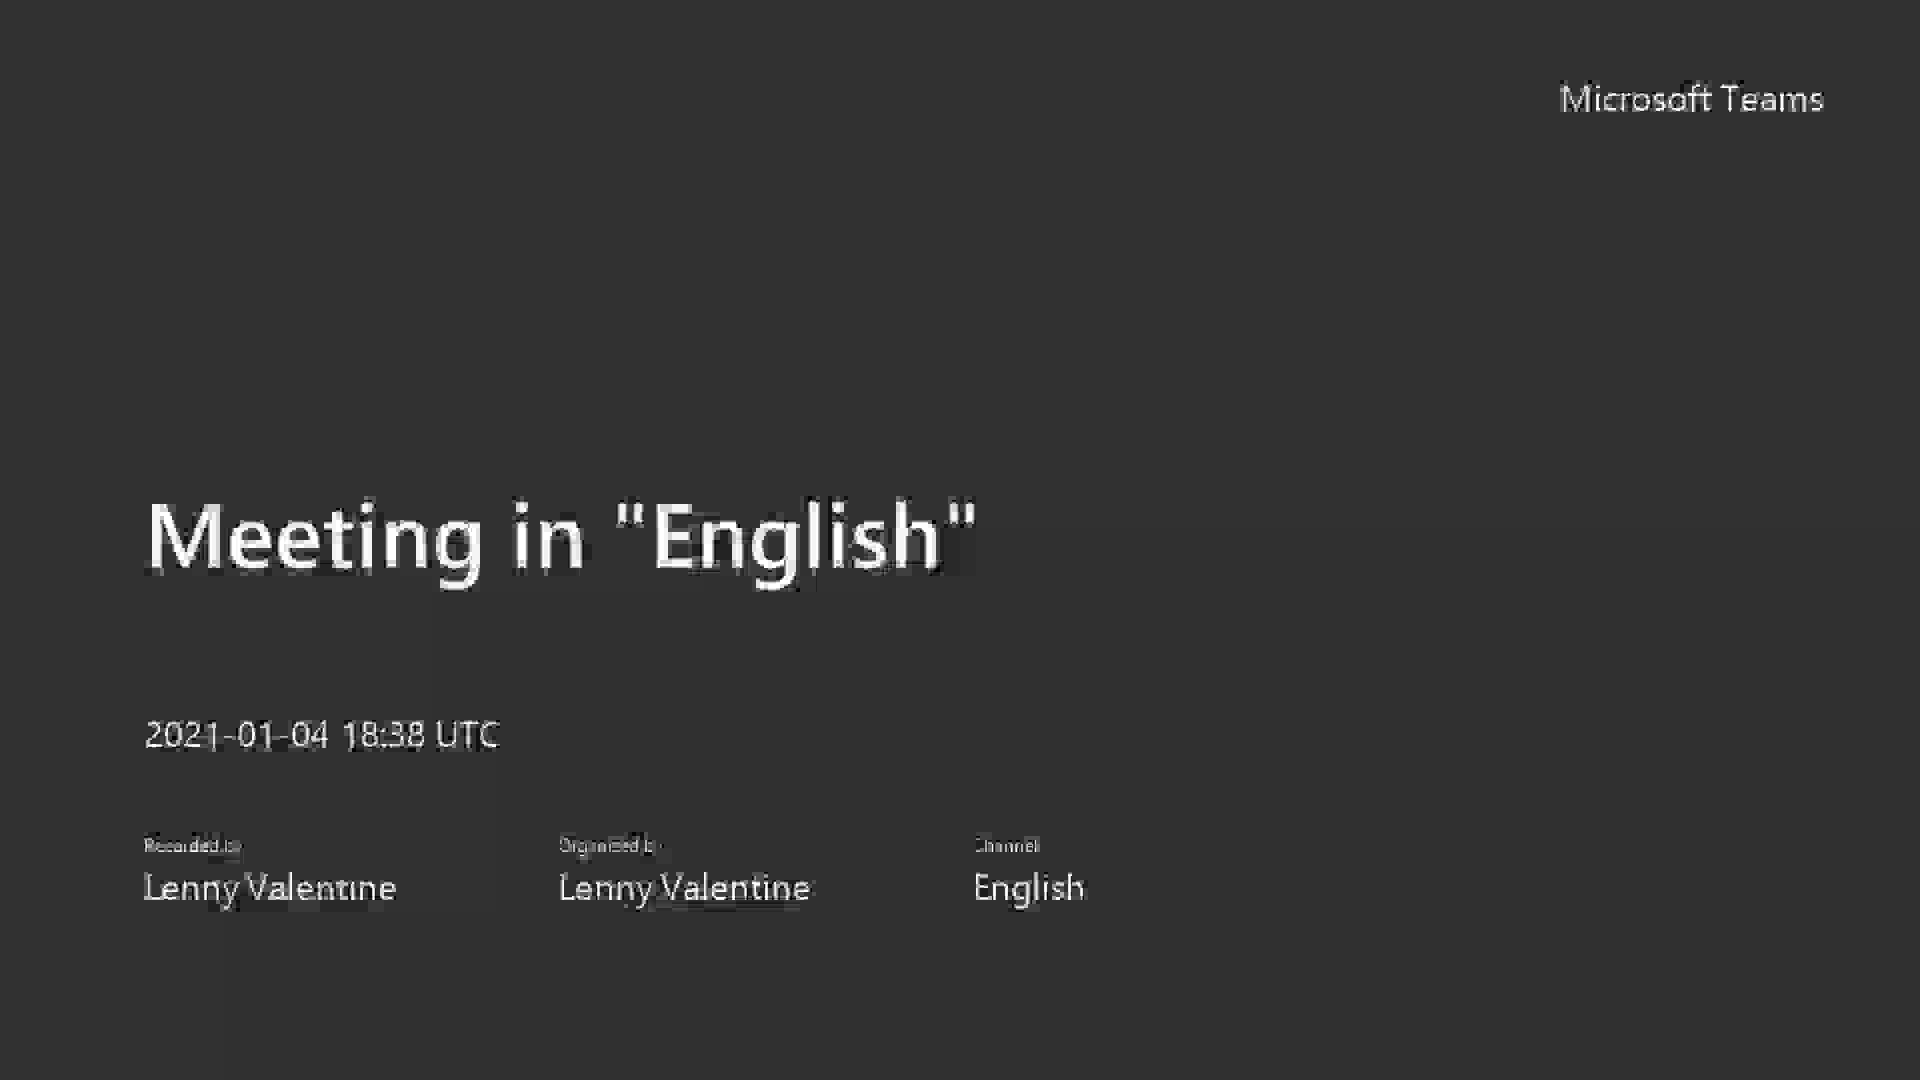 Microsoft Teams
Meeting in "English"
2021-01-04 18:38 UTC
Recorded by Organized by Channel
Lenny Valentine Lenny Valentine English